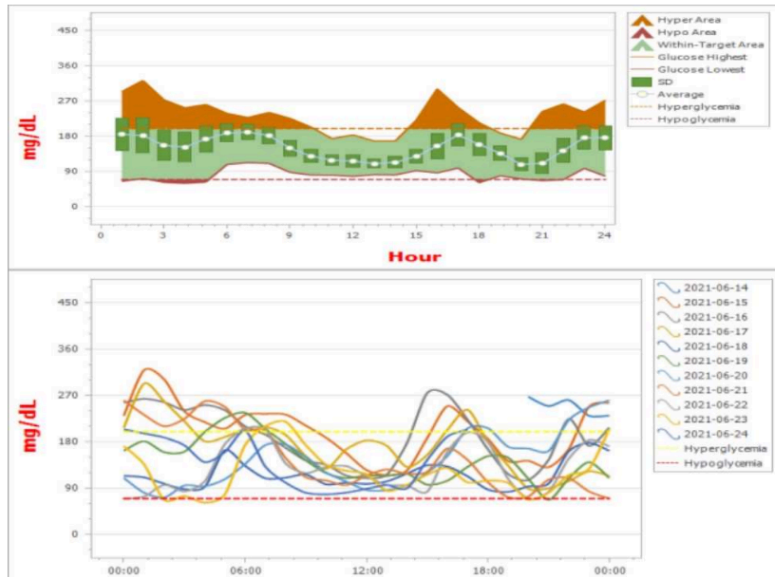 mg/dL
450
360
270
180
90
0
0
3
6
9
12
15
18
21
24
Hour
Hyper Area
Hypo Area
Within-Target Area
Glucose Highest
Glucose Lowest
SD
Average
Hyperglycemia
Hypoglycemia
mg/dL
450
360
270
180
90
0
00:00
06:00
12:00
18:00
00:00
2021-06-14
2021-06-15
2021-06-16
2021-06-17
2021-06-18
2021-06-19
2021-06-20
2021-06-21
2021-06-22
2021-06-23
2021-06-24
Hyperglycemia
Hypoglycemia